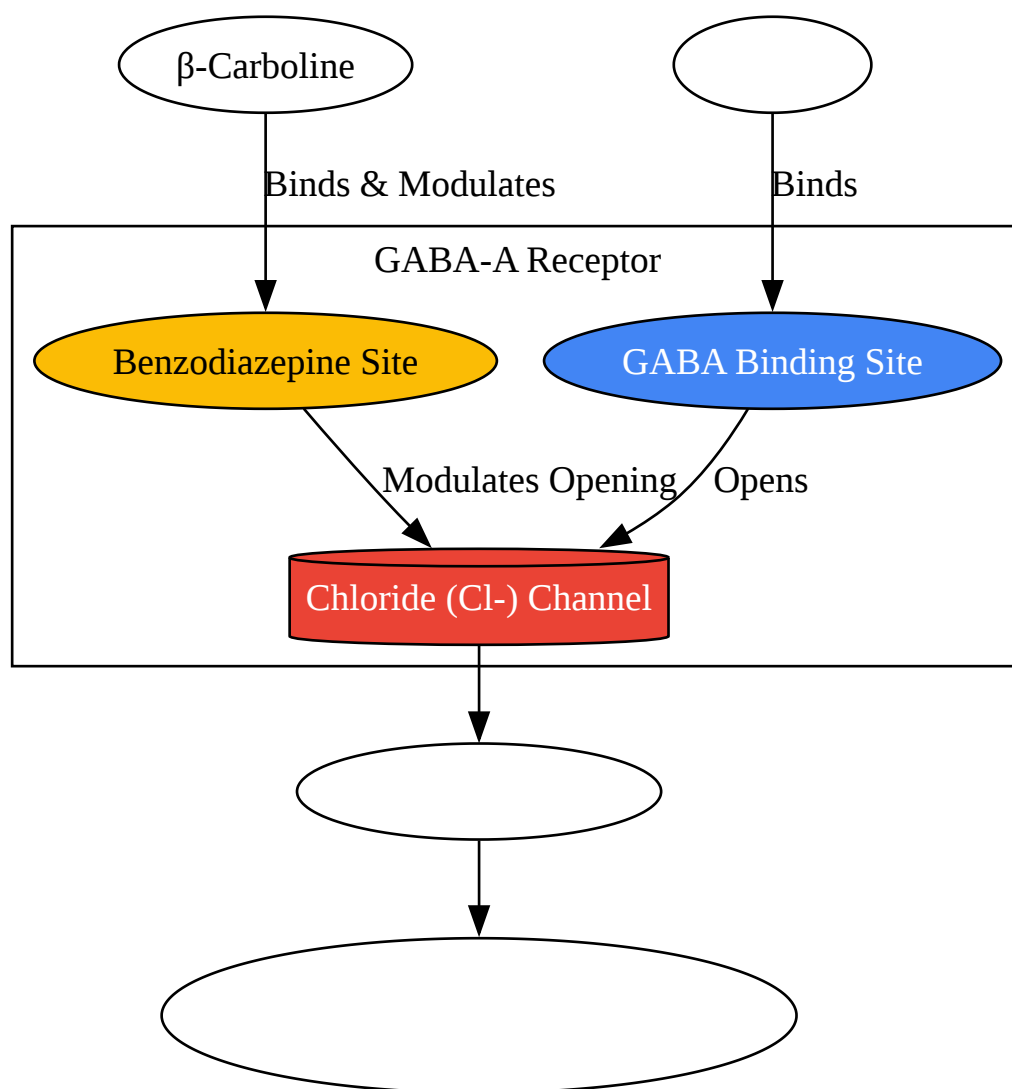 β-Carboline
Binds & Modulates
Binds
GABA-A Receptor
Benzodiazepine Site
GABA Binding Site
Modulates Opening
Opens
Chloride (Cl-) Channel